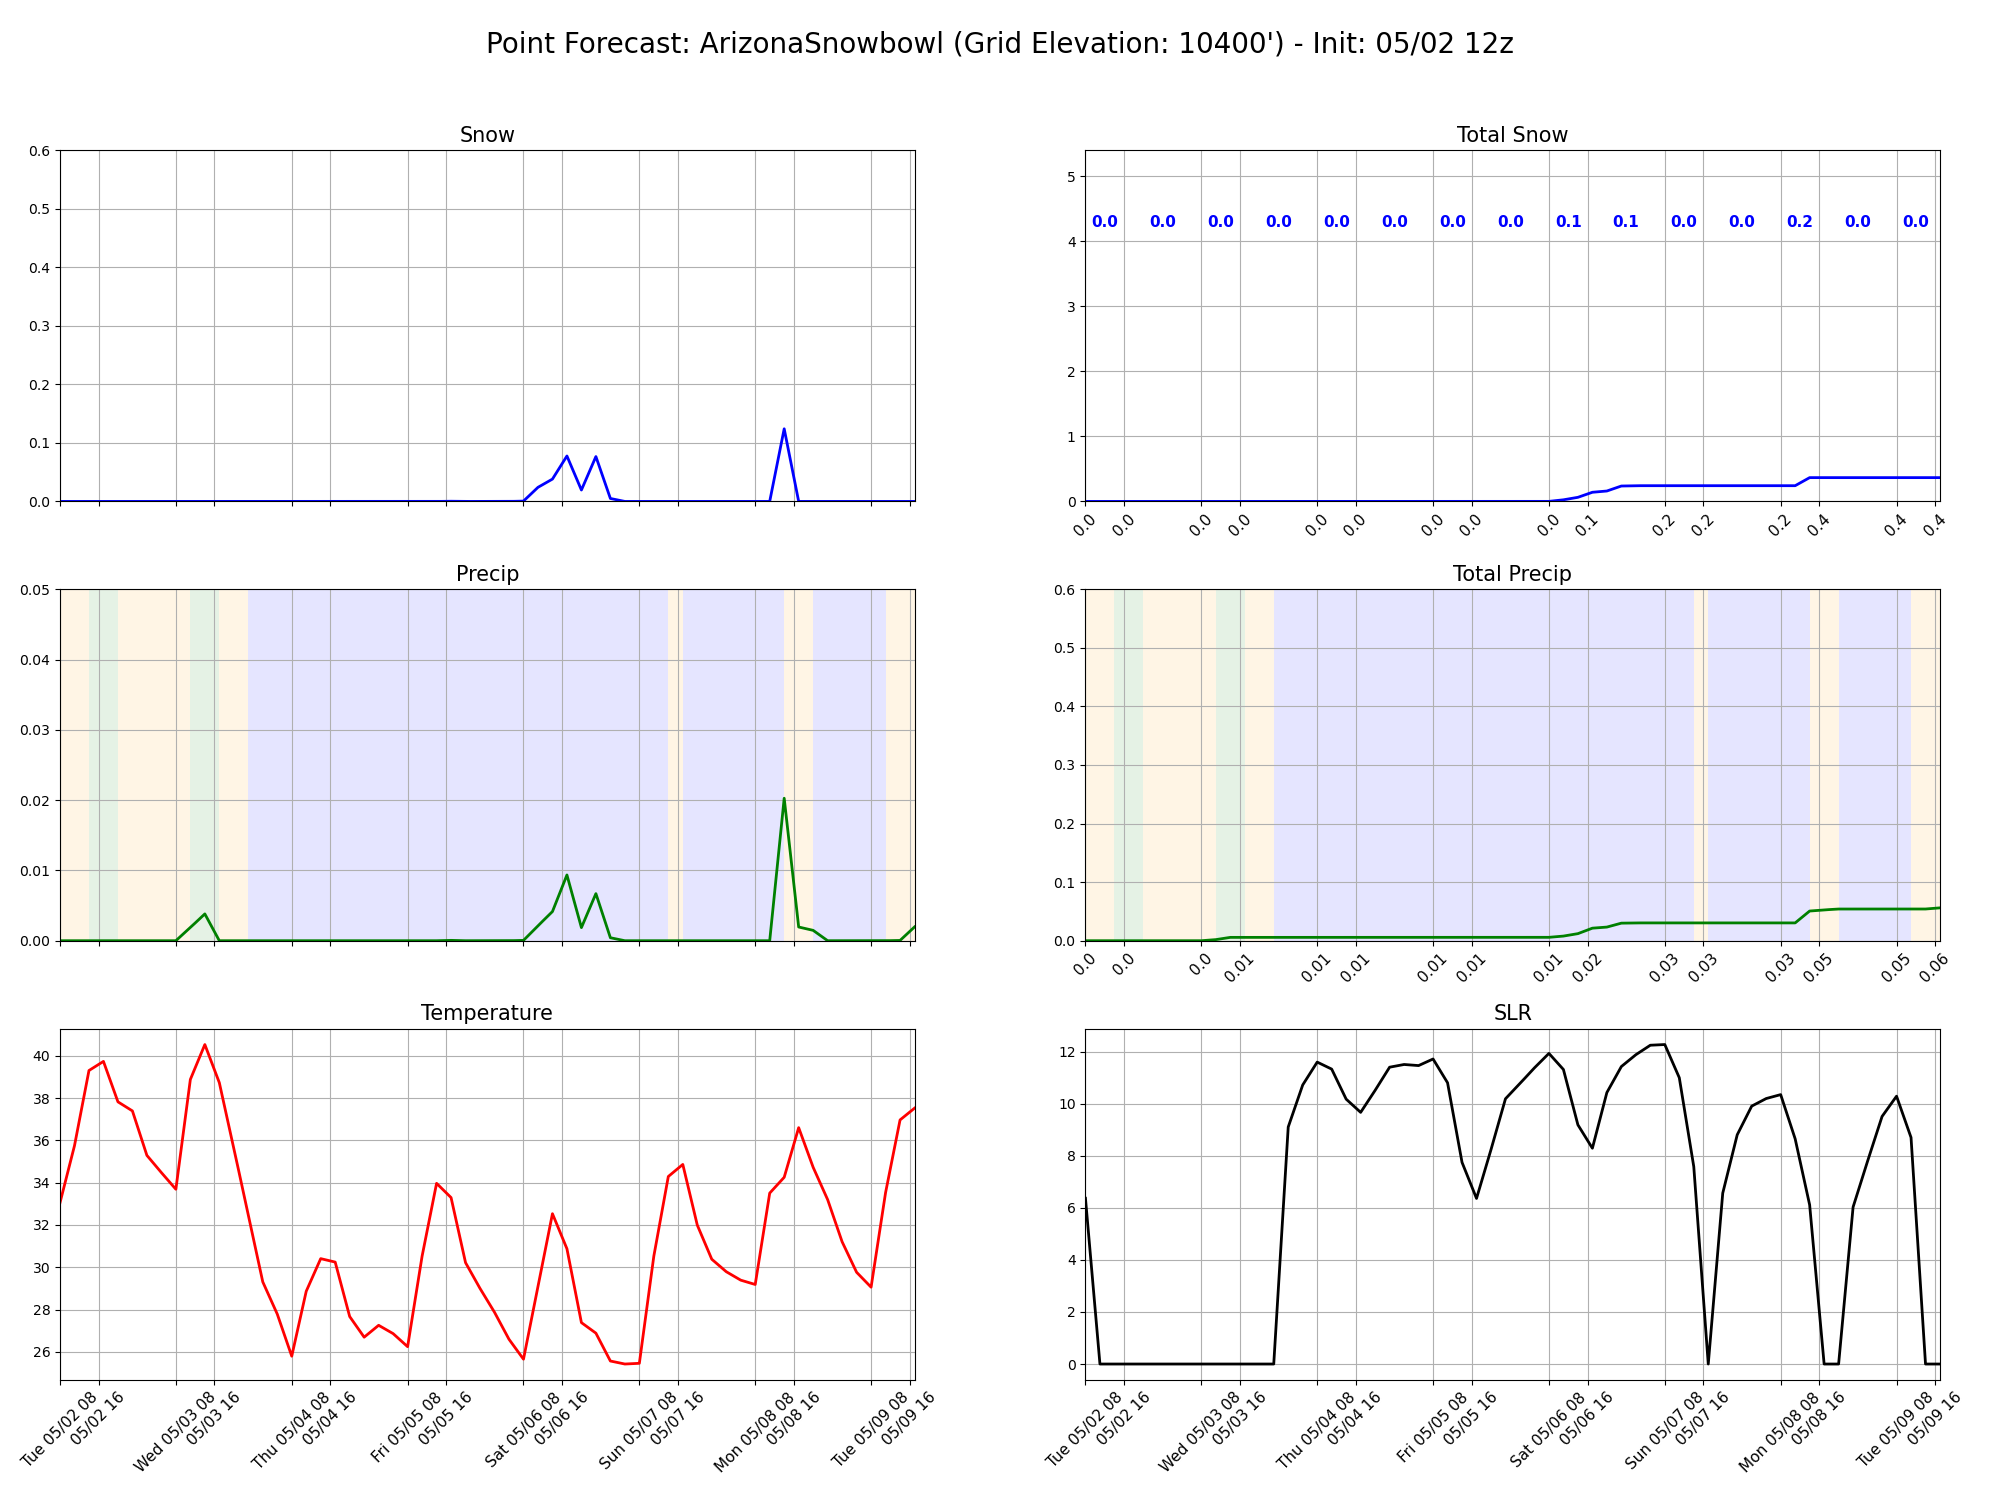 Point Forecast: ArizonaSnowbowl (Grid Elevation: 10400') - Init: 05/02 12z
Snow
0.6
0.5
0.4
0.3
0.2
0.1
0.0
Total Snow
5
4
3
2
1
0
0.0 0.0 0.0 0.0 0.0 0.0 0.0 0.0 0.1 0.1 0.0 0.0 0.2 0.0 0.0
0.0 0.0 0.0 0.0 0.0 0.0 0.0 0.0 0.0 0.1 0.2 0.2 0.2 0.4 0.4 0.4
Precip
0.05
0.04
0.03
0.02
0.01
0.00
Total Precip
0.6
0.5
0.4
0.3
0.2
0.1
0.0
0.0 0.0 0.0 0.01 0.01 0.01 0.01 0.01 0.01 0.02 0.03 0.03 0.03 0.05 0.05 0.06
Temperature
40
38
36
34
32
30
28
26
Tue 05/02 08
05/02 16
Wed 05/03 08
05/03 16
Thu 05/04 08
05/04 16
Fri 05/05 08
05/05 16
Sat 05/06 08
05/06 16
Sun 05/07 08
05/07 16
Mon 05/08 08
05/08 16
Tue 05/09 08
05/09 16
SLR
12
10
8
6
4
2
0
Tue 05/02 08
05/02 16
Wed 05/03 08
05/03 16
Thu 05/04 08
05/04 16
Fri 05/05 08
05/05 16
Sat 05/06 08
05/06 16
Sun 05/07 08
05/07 16
Mon 05/08 08
05/08 16
Tue 05/09 08
05/09 16